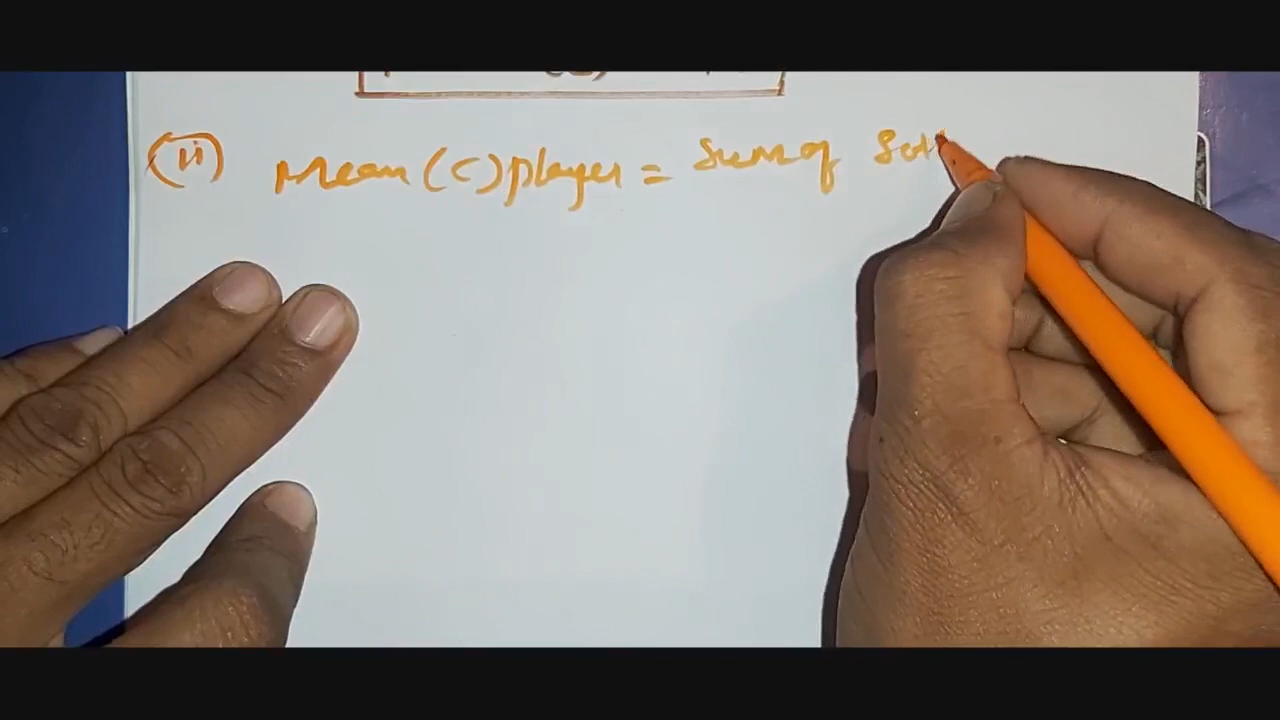 (ii) Mean (C) player = Sum of